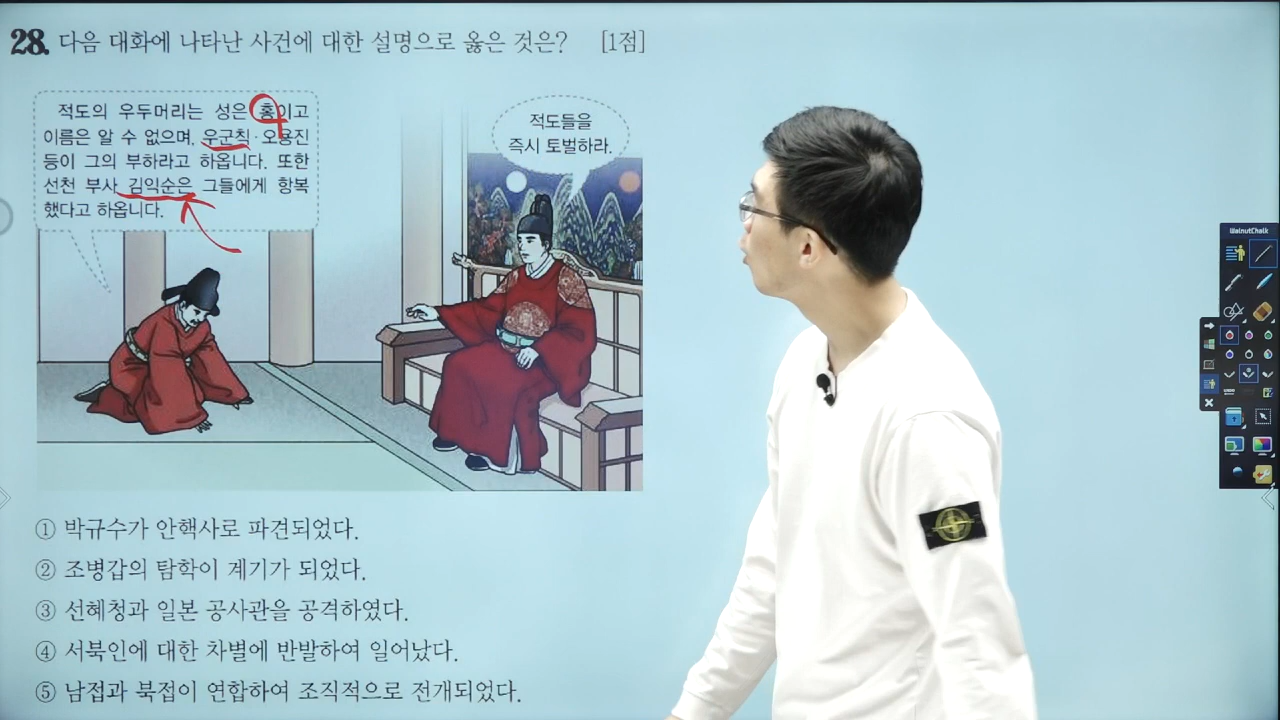 28. 다음 대화에 나타난 사건에 대한 설명으로 옳은 것은? [1점]
적도의 우두머리는 성은 홍이고
이름은 알 수 없으며, 우군칙·오용진
등이 그의 부하라고 하옵니다. 또한
선천 부사 김익순은 그들에게 항복
했다고 하옵니다.
적도들을
즉시 토벌하라.
① 박규수가 안핵사로 파견되었다.
② 조병갑의 탐학이 계기가 되었다.
③ 선혜청과 일본 공사관을 공격하였다.
④ 서북인에 대한 차별에 반발하여 일어났다.
⑤ 남접과 북접이 연합하여 조직적으로 전개되었다.
WalnutChalk